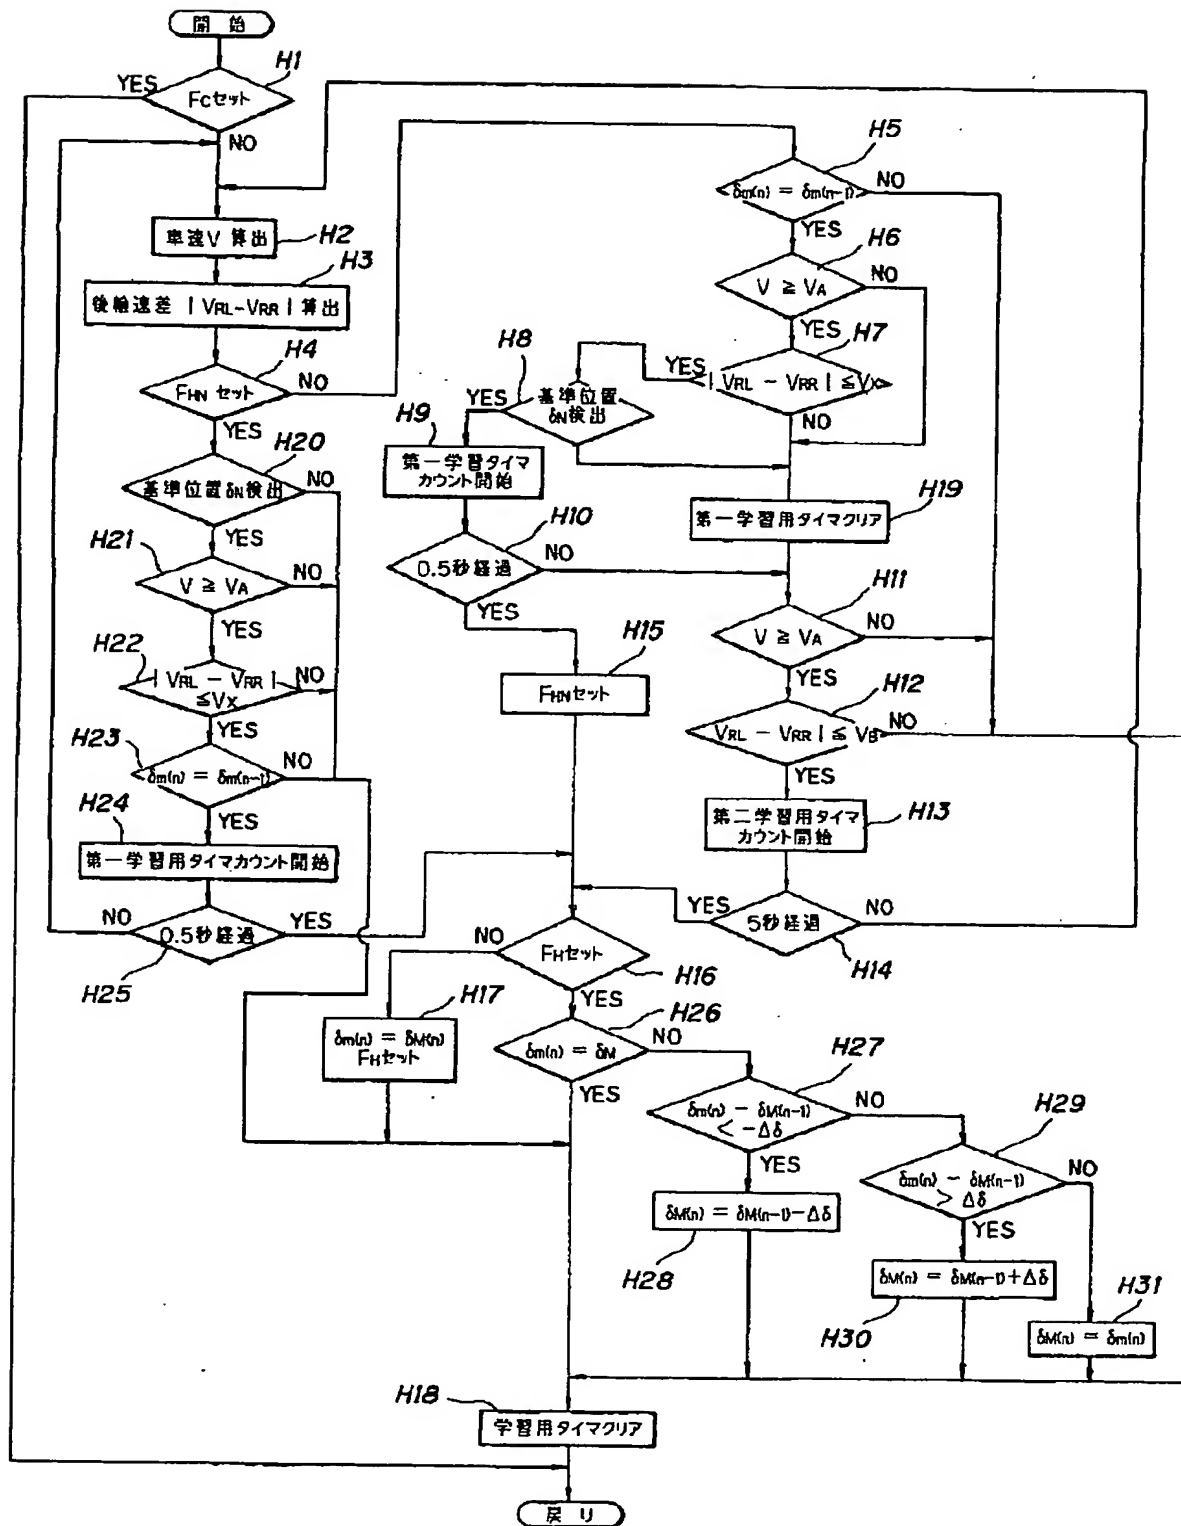 開始
H1
YES
Fcセット
NO
H5
δm(n) = δm(n-1)
NO
YES
車速V 算出
H2
H6
V ≧ VA
NO
YES
H3
後輪速差 |VRL-VRR| 算出
H7
YES
|VRL - VRR| ≦Vx
NO
H4
FHN セット
NO
YES
H8
YES
基準位置
δN検出
H9
第一学習タイマ
カウント開始
H20
基準位置δN検出
NO
YES
H19
第一学習用タイマクリア
H10
0.5秒経過
NO
YES
H21
V ≧ VA
NO
YES
H11
V ≧ VA
NO
YES
H15
FHNセット
H22
|VRL - VRR|
≦Vx
NO
YES
H12
VRL - VRR| ≦ VB
NO
YES
H23
δm(n) = δm(n-1)
NO
YES
H13
第二学習用タイマ
カウント開始
H24
第一学習用タイマカウント開始
YES
5秒経過
NO
H14
NO
0.5秒経過
YES
H25
NO
FHセット
H16
YES
H17
δm(n) = δM(n)
FHセット
H26
δm(n) = δM
NO
YES
H27
δm(n) - δM(n-1)
< -Δδ
NO
YES
H29
δm(n) - δM(n-1)
> Δδ
NO
YES
δM(n) = δM(n-1)-Δδ
H28
δM(n) = δM(n-1)+Δδ
H30
H31
δM(n) = δm(n)
H18
学習用タイマクリア
戻り